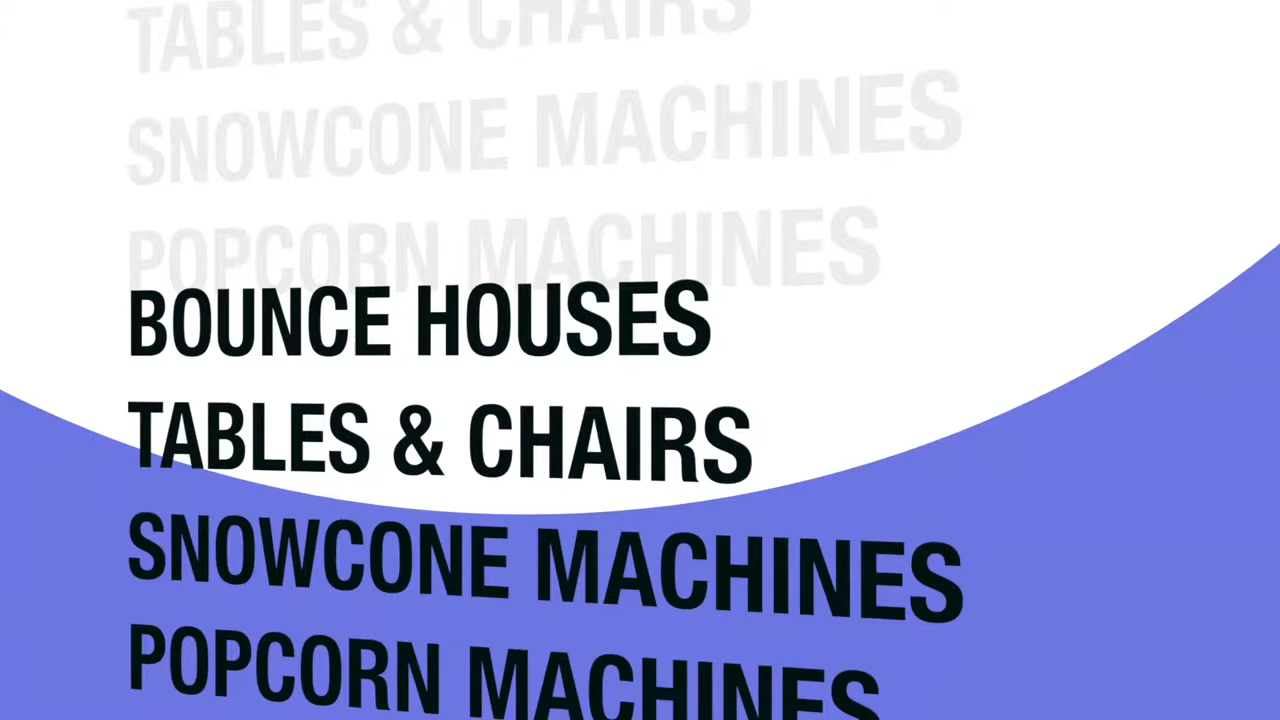 TABLES & CHAIRS
SNOWCONE MACHINES
POPCORN MACHINES
BOUNCE HOUSES
TABLES & CHAIRS
SNOWCONE MACHINES
POPCORN MACHINES